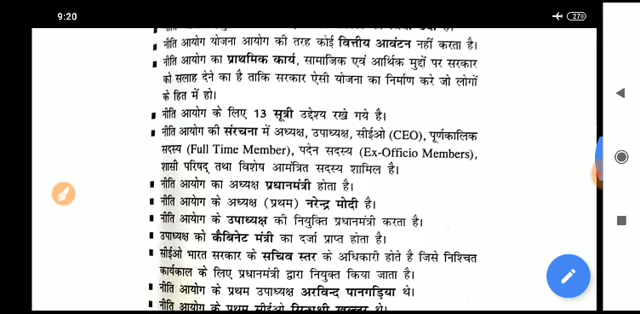 9:20
27
नीति आयोग योजना आयोग की तरह कोई वित्तीय आवंटन नहीं करता है।
नीति आयोग का प्राथमिक कार्य, सामाजिक एवं आर्थिक मुद्दों पर सरकार
को सलाह देने का है ताकि सरकार ऐसी योजना का निर्माण करे जो लोगों
के हित में हो।
नीति आयोग के लिए 13 सूत्री उद्देश्य रखे गये है।
नीति आयोग की संरचना में अध्यक्ष, उपाध्यक्ष, सीईओ (CEO), पूर्णकालिक
सदस्य (Full Time Member), पदेन सदस्य (Ex-Officio Members),
शासी परिषद् तथा विशेष आमंत्रित सदस्य शामिल है।
नीति आयोग का अध्यक्ष प्रधानमंत्री होता है।
नीति आयोग के अध्यक्ष (प्रथम) नरेन्द्र मोदी है।
नीति आयोग के उपाध्यक्ष की नियुक्ति प्रधानमंत्री करता है।
उपाध्यक्ष को कैबिनेट मंत्री का दर्जा प्राप्त होता है।
सीईओ भारत सरकार के सचिव स्तर के अधिकारी होते है जिसे निश्चित
कार्यकाल के लिए प्रधानमंत्री द्वारा नियुक्त किया जाता है।
नीति आयोग के प्रथम उपाध्यक्ष अरविन्द पानगड़िया थे।
नीति आयोग के प्रथम सीईओ सिन्धुश्री खुल्लर थे।